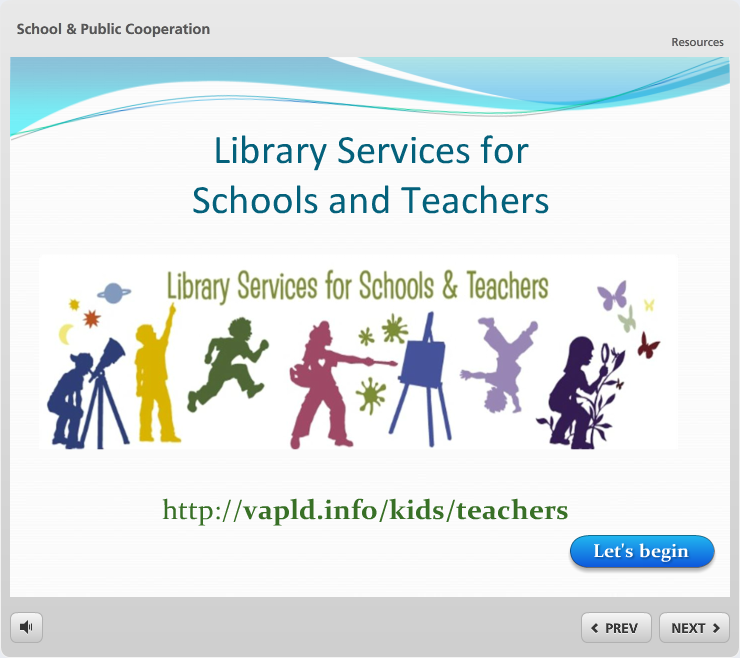 School & Public Cooperation
Resources
Library Services for
Schools and Teachers
Library Services for Schools & Teachers
http://vapld.info/kids/teachers
Let's begin
PREV
NEXT